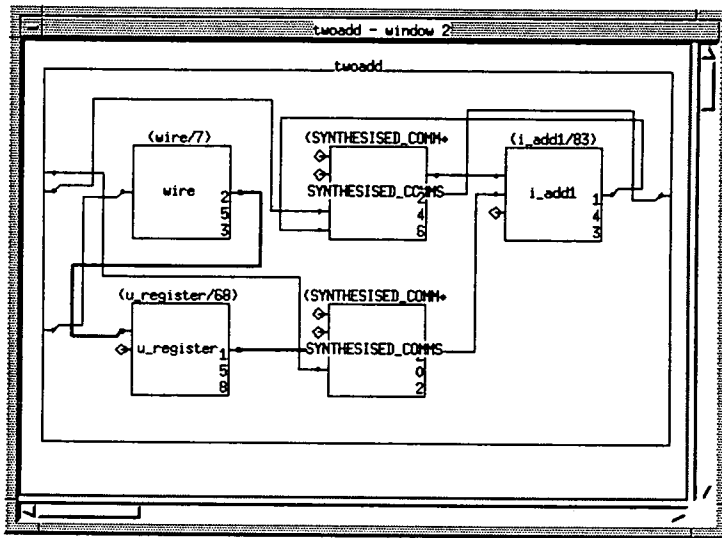 twoadd - window 2
twoadd
(wire/7)
wire
2
5
3
(SYNTHESISED_COMM+
SYNTHESISED_COMMS
2
4
6
(i_add1/83)
i_add1
1
4
3
(u_register/68)
u_register
1
5
8
(SYNTHESISED_COMM+
SYNTHESISED_COMMS
0
2